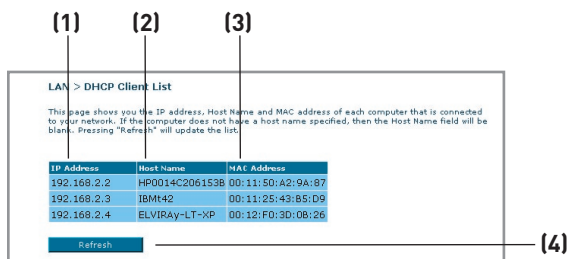 (1) (2) (3)
LAN > DHCP Client List
This page shows you the IP address, Host Name and MAC address of each computer that is connected
to your network. If the computer does not have a host name specified, then the Host Name field will be
blank. Pressing "Refresh" will update the list.
IP Address Host Name MAC Address
192.168.2.2 HP0014C206153B 00:11:50:A2:9A:87
192.168.2.3 IBMt42 00:11:25:43:B5:D9
192.168.2.4 ELVIRAy-LT-XP 00:12:F0:3D:0B:26
Refresh (4)